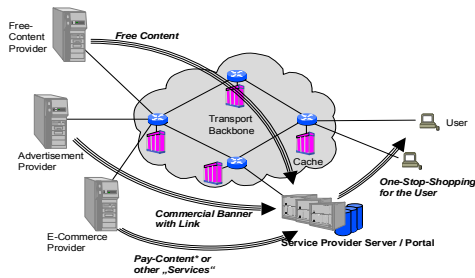 Free-
Content
Provider
Free Content
Transport
Backbone
User
Cache
Advertisement
Provider
One-Stop-Shopping
for the User
Commercial Banner
with Link
E-Commerce
Provider
Service Provider Server / Portal
Pay-Content* or
other „Services“